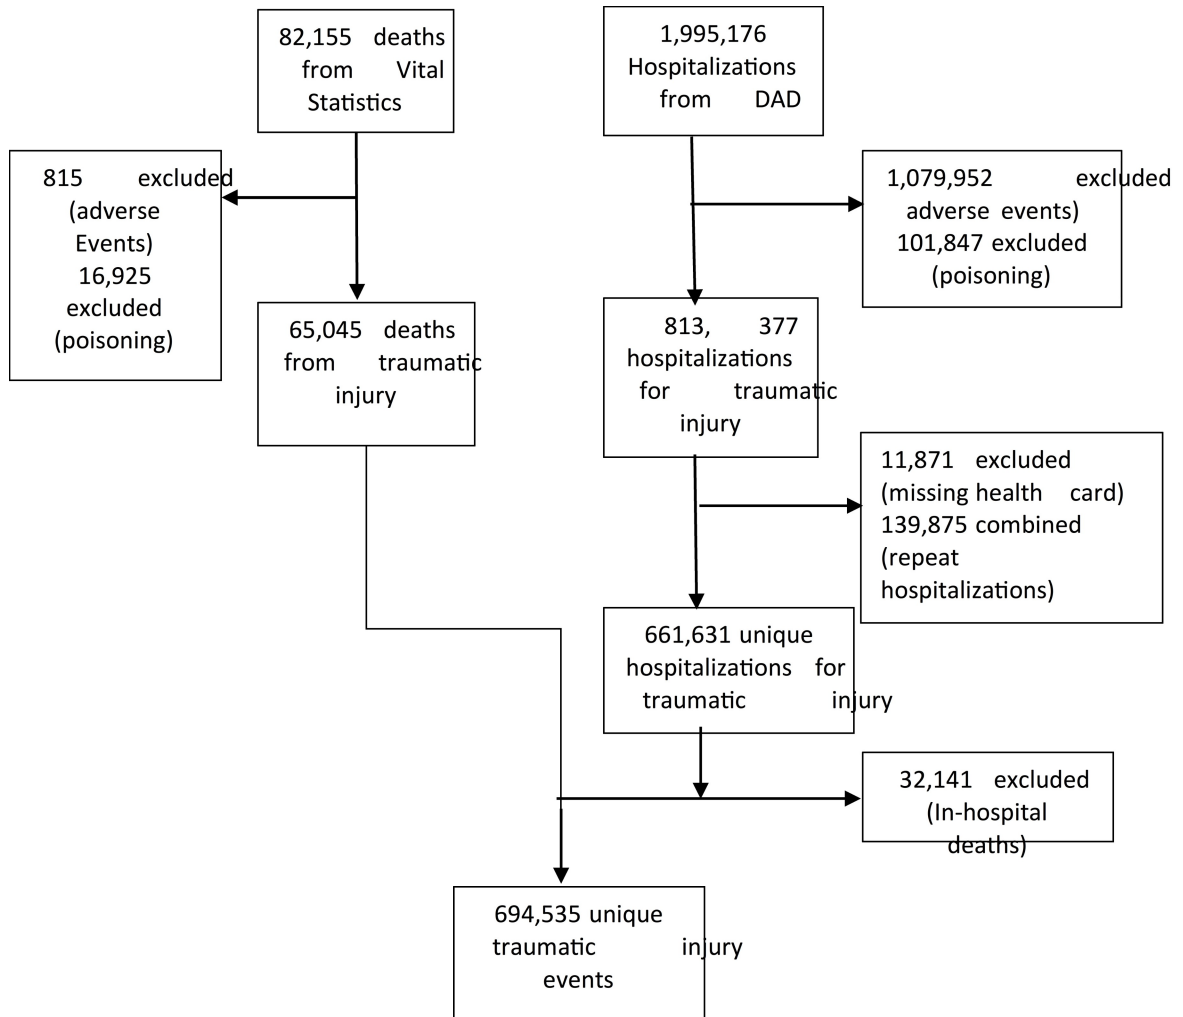 82,155 deaths
from Vital
Statistics
1,995,176
Hospitalizations
from DAD
815 excluded
(adverse
Events)
16,925
excluded
(poisoning)
1,079,952 excluded
adverse events)
101,847 excluded
(poisoning)
65,045 deaths
from traumatic
injury
813, 377
hospitalizations
for traumatic
injury
11,871 excluded
(missing health card)
139,875 combined
(repeat
hospitalizations)
661,631 unique
hospitalizations for
traumatic injury
32,141 excluded
(In-hospital
deaths)
694,535 unique
traumatic injury
events